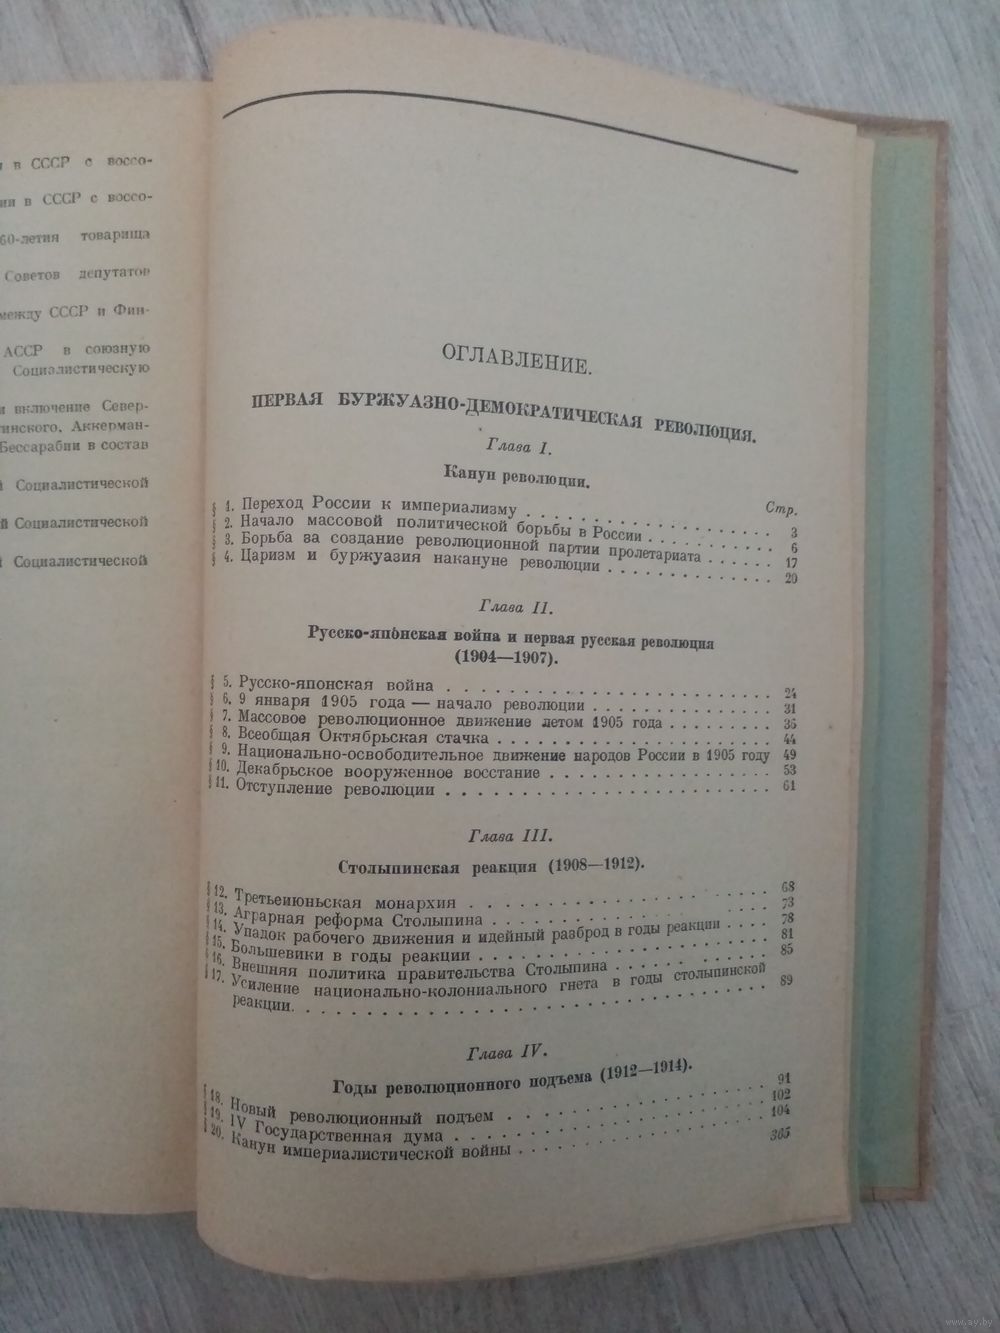 в СССР с воссо-
ии в СССР с воссо-
60-летия товарища
Советов депутатов
между СССР и Фин-
АССР в союзную
Социалистическую
и включение Север-
тинского, Аккерман-
Бессарабии в состав
й Социалистической
й Социалистической
й Социалистической
ОГЛАВЛЕНИЕ.
ПЕРВАЯ БУРЖУАЗНО-ДЕМОКРАТИЧЕСКАЯ РЕВОЛЮЦИЯ.
Глава I.
Канун революции.
Стр.
§ 1. Переход России к империализму . . . . . . . . . . . . . . 3
§ 2. Начало массовой политической борьбы в России . . . . . . . . 6
§ 3. Борьба за создание революционной партии пролетариата . . . . . . 17
§ 4. Царизм и буржуазия накануне революции . . . . . . . . . . . 20
Глава II.
Русско-японская война и первая русская революция
(1904—1907).
§ 5. Русско-японская война . . . . . . . . . . . . . . . . . . 24
§ 6. 9 января 1905 года — начало революции . . . . . . . . . . . . 31
§ 7. Массовое революционное движение летом 1905 года . . . . . . . . 35
§ 8. Всеобщая Октябрьская стачка . . . . . . . . . . . . . . . . 44
§ 9. Национально-освободительное движение народов России в 1905 году 49
§ 10. Декабрьское вооруженное восстание . . . . . . . . . . . . . . 53
§ 11. Отступление революции . . . . . . . . . . . . . . . . . . . 61
Глава III.
Столыпинская реакция (1908—1912).
§ 12. Третьеиюньская монархия . . . . . . . . . . . . . . . . . . 68
§ 13. Аграрная реформа Столыпина . . . . . . . . . . . . . . . . 73
§ 14. Упадок рабочего движения и идейный разброд в годы реакции . . . . 78
§ 15. Большевики в годы реакции . . . . . . . . . . . . . . . . . 81
§ 16. Внешняя политика правительства Столыпина . . . . . . . . . . 85
§ 17. Усиление национально-колониального гнета в годы столыпинской
реакции. . . . . . . . . . . . . . . . . . . . . . . . . . . . . 89
Глава IV.
Годы революционного подъема (1912—1914).
§ 18. Новый революционный подъем . . . . . . . . . . . . . . . . 91
§ 19. IV Государственная дума . . . . . . . . . . . . . . . . . . 102
§ 20. Канун империалистической войны . . . . . . . . . . . . . . . 104
365
www.ay.by